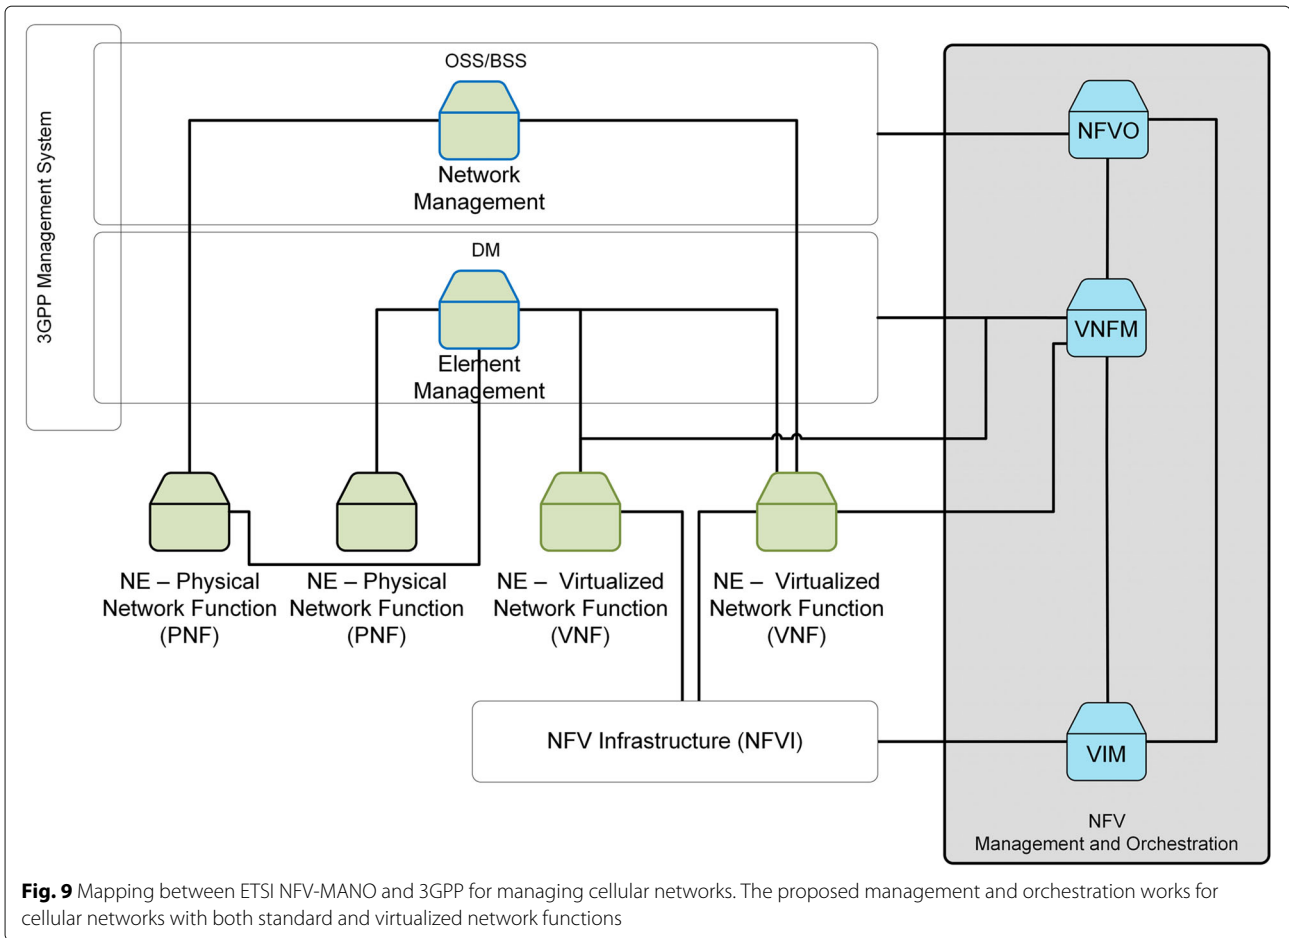 3GPP Management System
OSS/BSS
Network
Management
DM
Element
Management
NFVO
VNFM
VIM
NE – Physical
Network Function
(PNF)
NE – Physical
Network Function
(PNF)
NE –  Virtualized
Network Function
(VNF)
NE –  Virtualized
Network Function
(VNF)
NFV Infrastructure (NFVI)
NFV
Management and Orchestration
Fig. 9 Mapping between ETSI NFV-MANO and 3GPP for managing cellular networks. The proposed management and orchestration works for
cellular networks with both standard and virtualized network functions